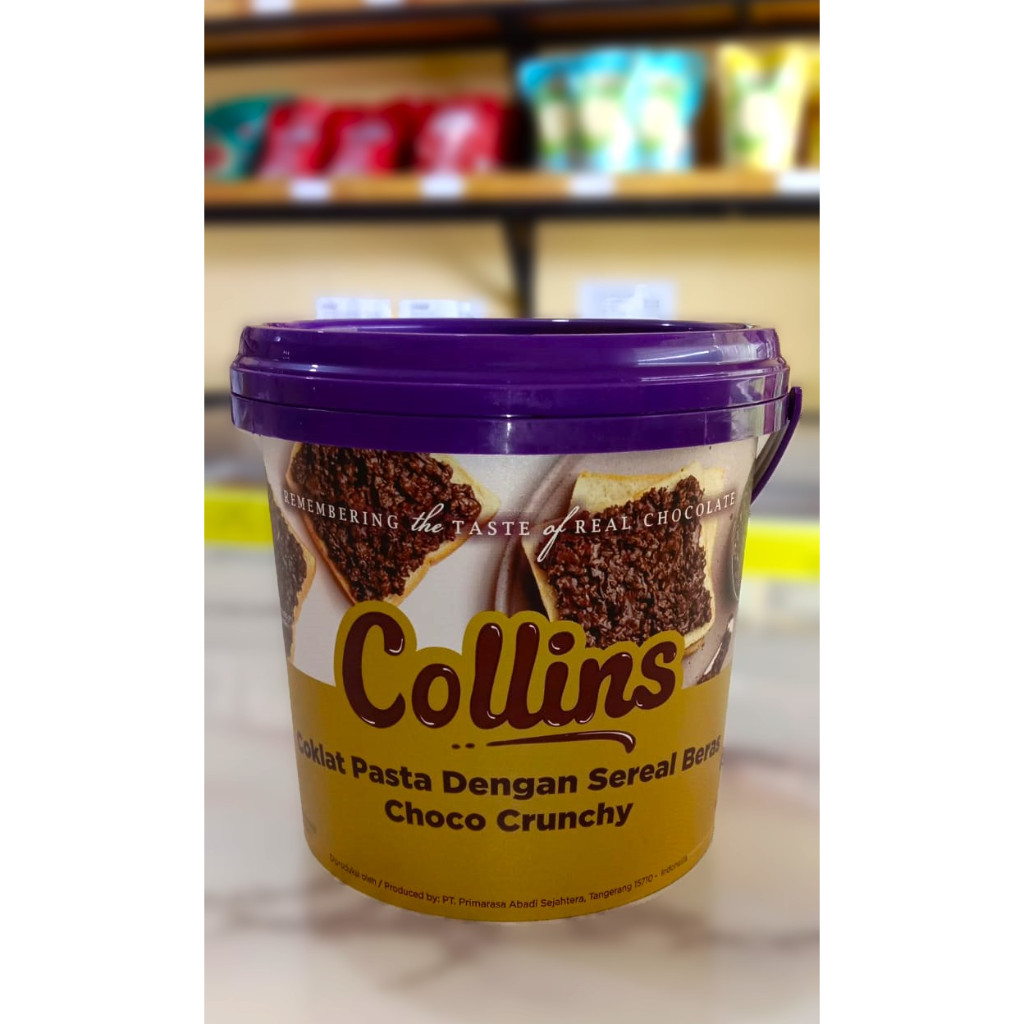 REMEMBERING the TASTE of REAL CHOCOLATE
Collins
Coklat Pasta Dengan Sereal Beras
Choco Crunchy
Diproduksi oleh / Produced by: PT. Primarasa Abadi Sejahtera, Tangerang 15710 - Indonesia